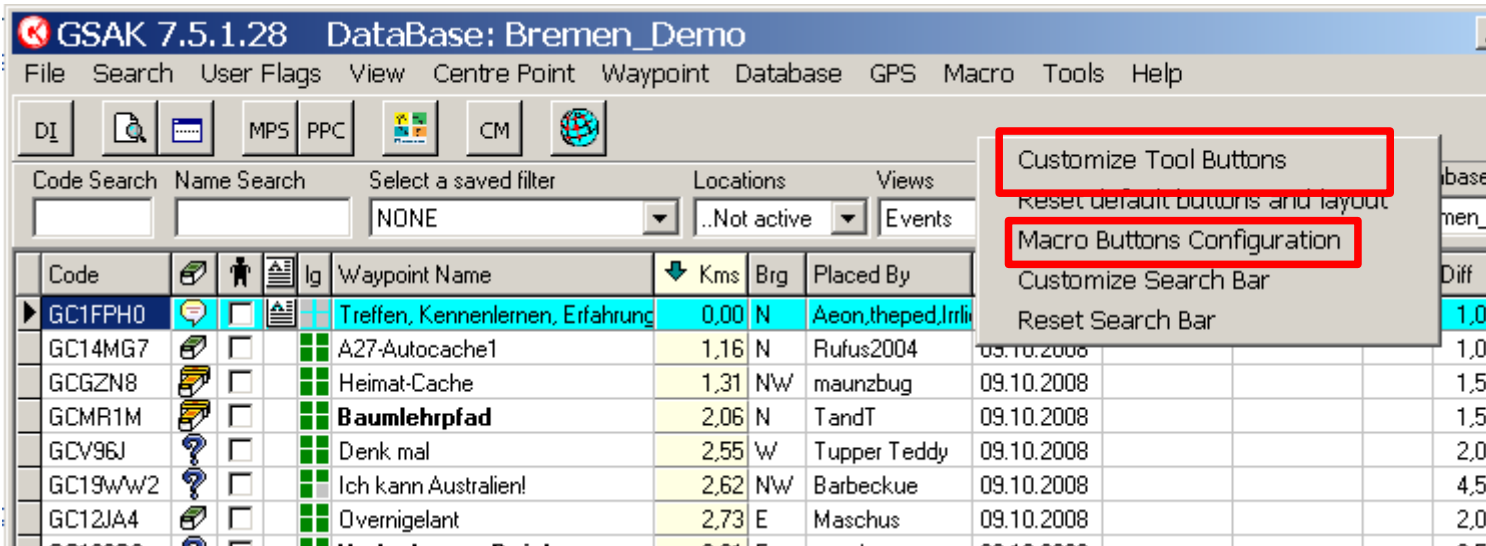 GSAK 7.5.1.28 DataBase: Bremen_Demo
File Search User Flags View Centre Point Waypoint Database GPS Macro Tools Help
DI MPS PPC CM
Customize Tool Buttons
Reset default buttons and layout
Macro Buttons Configuration
Customize Search Bar
Reset Search Bar
Code Search Name Search Select a saved filter Locations Views
NONE ..Not active Events
Code Ig Waypoint Name Kms Brg Placed By Diff
GC1FPH0 Treffen, Kennenlernen, Erfahrung 0,00 N Aeon,theped,Irrli 1,0
GC14MG7 A27-Autocache1 1,16 N Rufus2004 09.10.2008 1,0
GCGZN8 Heimat-Cache 1,31 NW maunzbug 09.10.2008 1,5
GCMR1M Baumlehrpfad 2,06 N TandT 09.10.2008 1,5
GCV96J Denk mal 2,55 W Tupper Teddy 09.10.2008 2,0
GC19WW2 Ich kann Australien! 2,62 NW Barbeckue 09.10.2008 4,5
GC12JA4 Overnigelant 2,73 E Maschus 09.10.2008 2,0